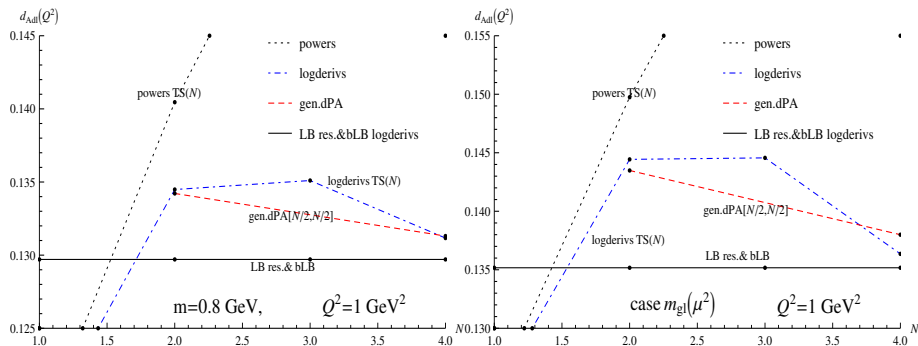 d_Adl(Q²)
0.145
0.140
0.135
0.130
0.125
powers
logderivs
gen.dPA
LB res.&bLB logderivs
powers TS(N)
logderivs TS(N)
gen.dPA[N/2,N/2]
LB res.& bLB
m=0.8 GeV, Q²=1 GeV²
N
1.0 1.5 2.0 2.5 3.0 3.5 4.0
d_Adl(Q²)
0.155
0.150
0.145
0.140
0.135
0.130
powers
logderivs
gen.dPA
LB res.&bLB logderivs
powers TS(N)
gen.dPA[N/2,N/2]
logderivs TS(N)
LB res.& bLB
case m_gl(μ²) Q²=1 GeV²
N
1.0 1.5 2.0 2.5 3.0 3.5 4.0